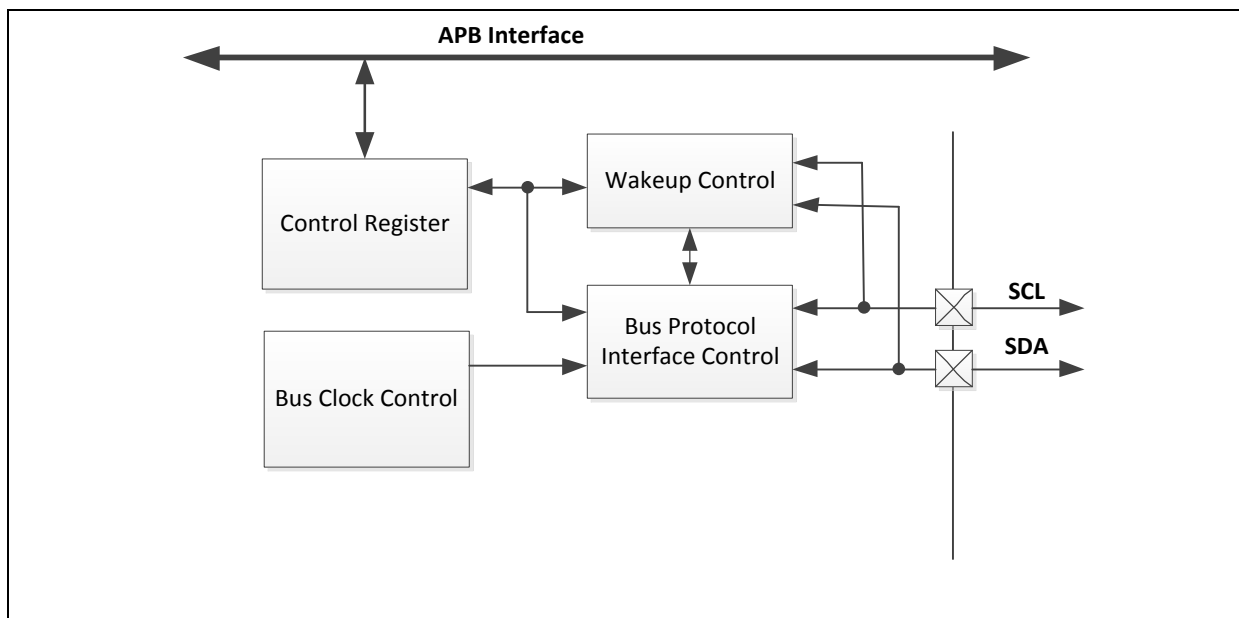 APB Interface
Wakeup Control
Control Register
SCL
Bus Protocol
Interface Control
SDA
Bus Clock Control